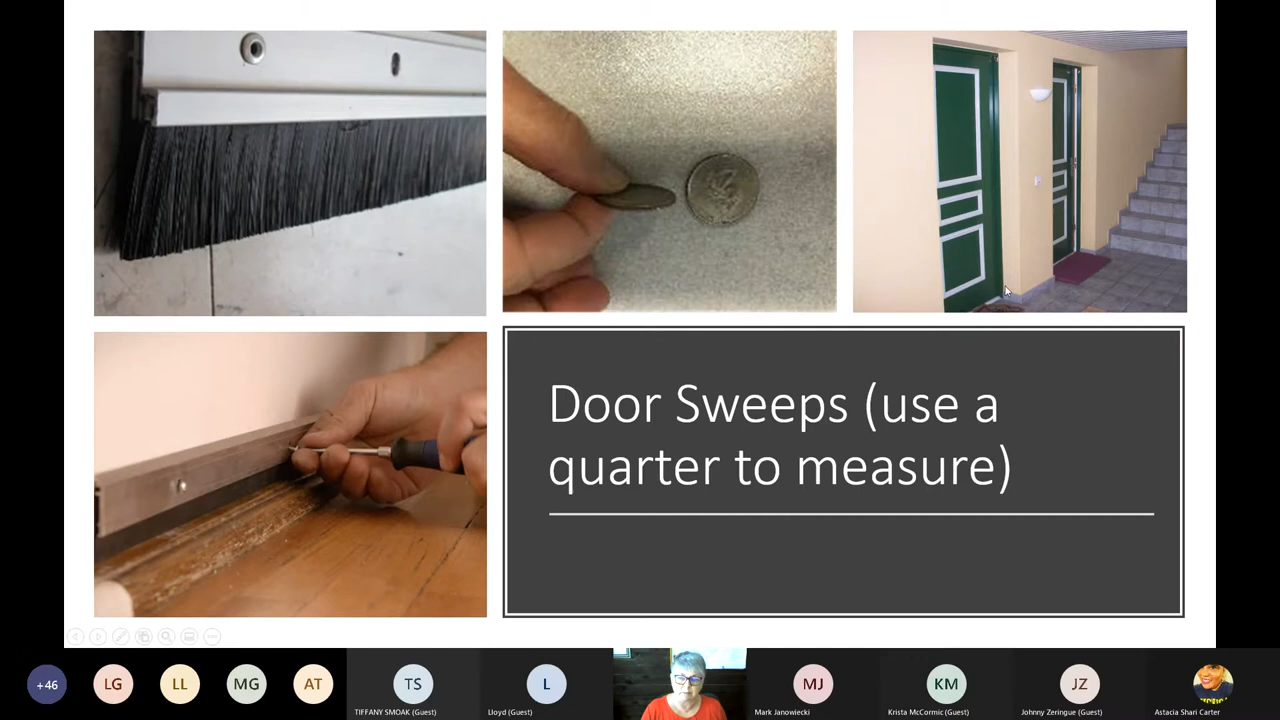 Door Sweeps (use a
quarter to measure)
+46
LG
LL
MG
AT
TS
L
MJ
KM
JZ
TIFFANY SMOAK (Guest)
Lloyd (Guest)
Mark Janowiecki
Krista McCormic (Guest)
Johnny Zeringue (Guest)
Astacia Shari Carter